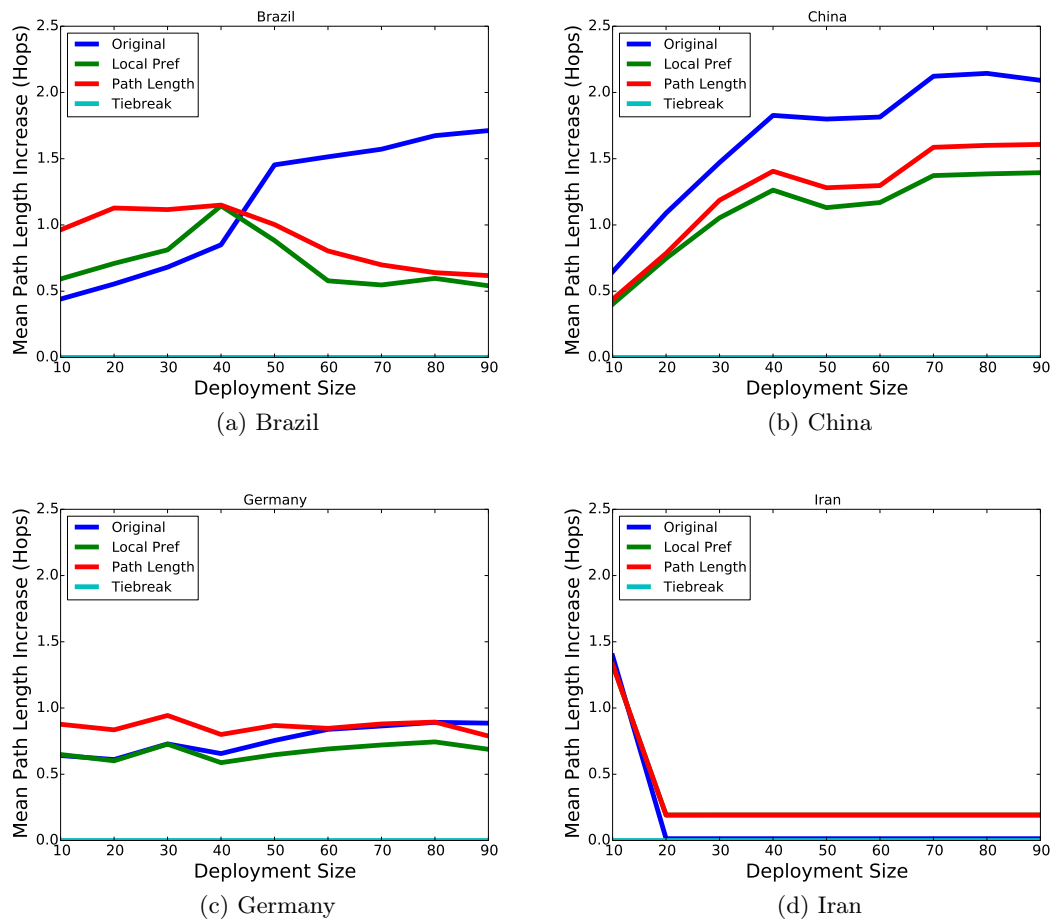 Brazil
2.5
2.0
1.5
1.0
0.5
0.0
Mean Path Length Increase (Hops)
Original
Local Pref
Path Length
Tiebreak
10 20 30 40 50 60 70 80 90
Deployment Size
(a) Brazil
China
2.5
2.0
1.5
1.0
0.5
0.0
Mean Path Length Increase (Hops)
Original
Local Pref
Path Length
Tiebreak
10 20 30 40 50 60 70 80 90
Deployment Size
(b) China
Germany
2.5
2.0
1.5
1.0
0.5
0.0
Mean Path Length Increase (Hops)
Original
Local Pref
Path Length
Tiebreak
10 20 30 40 50 60 70 80 90
Deployment Size
(c) Germany
Iran
2.5
2.0
1.5
1.0
0.5
0.0
Mean Path Length Increase (Hops)
Original
Local Pref
Path Length
Tiebreak
10 20 30 40 50 60 70 80 90
Deployment Size
(d) Iran